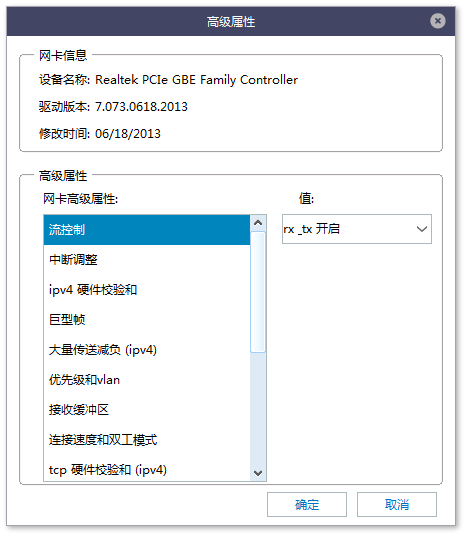 高级属性
网卡信息
设备名称: Realtek PCIe GBE Family Controller
驱动版本: 7.073.0618.2013
修改时间: 06/18/2013
高级属性
网卡高级属性:
值:
流控制
rx _tx 开启
中断调整
ipv4 硬件校验和
巨型帧
大量传送减负 (ipv4)
优先级和vlan
接收缓冲区
连接速度和双工模式
tcp 硬件校验和 (ipv4)
确定
取消